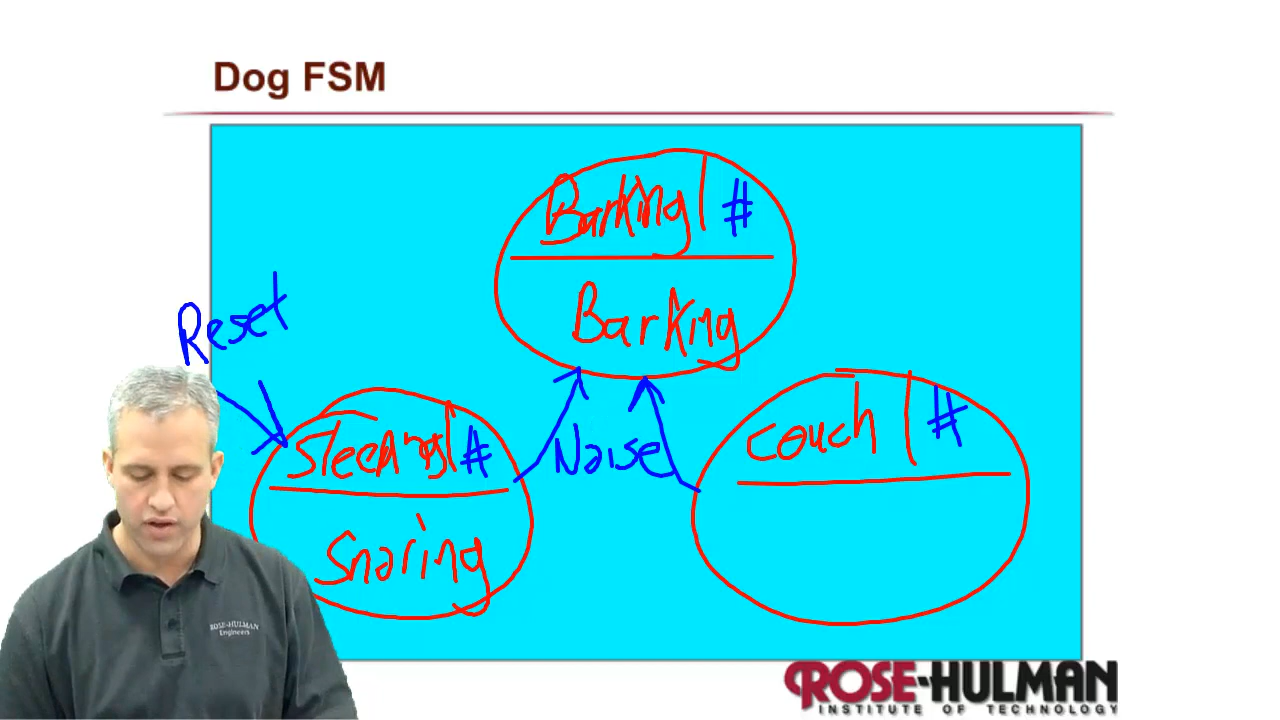 Dog FSM
Barking | #
Barking
Reset
Sleeping | #
Snoring
Noise
Couch | #
ROSE-HULMAN
Engineers
ROSE-HULMAN
INSTITUTE OF TECHNOLOGY